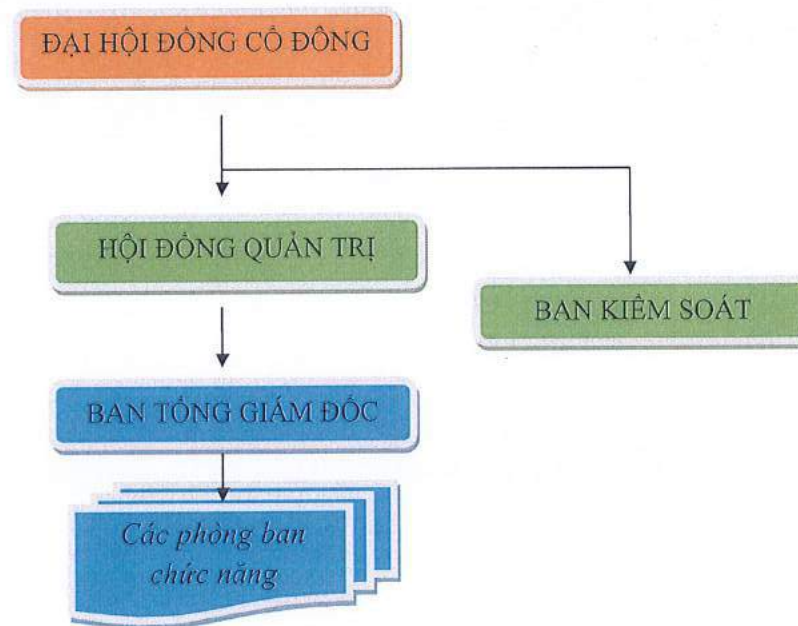 ĐẠI HỘI ĐỒNG CỔ ĐÔNG
HỘI ĐỒNG QUẢN TRỊ
BAN KIỂM SOÁT
BAN TỔNG GIÁM ĐỐC
Các phòng ban
chức năng